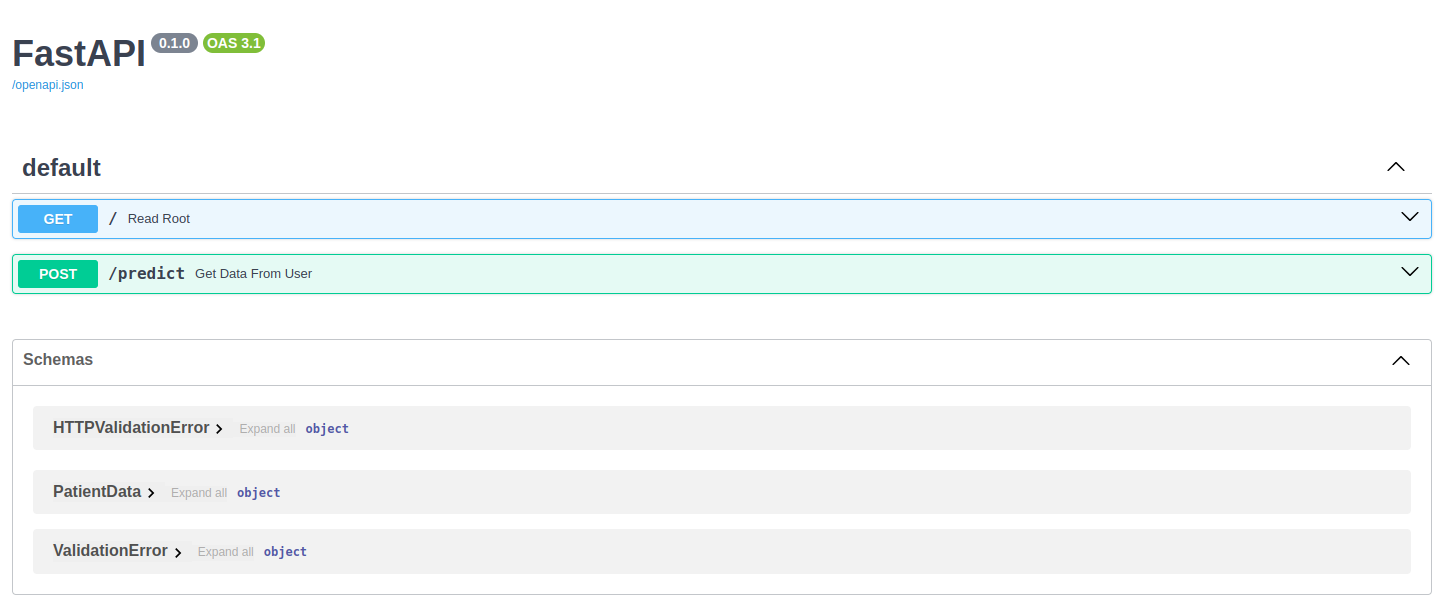 FastAPI 0.1.0 OAS 3.1
/openapi.json
default
GET / Read Root
POST /predict Get Data From User
Schemas
HTTPValidationError Expand all object
PatientData Expand all object
ValidationError Expand all object